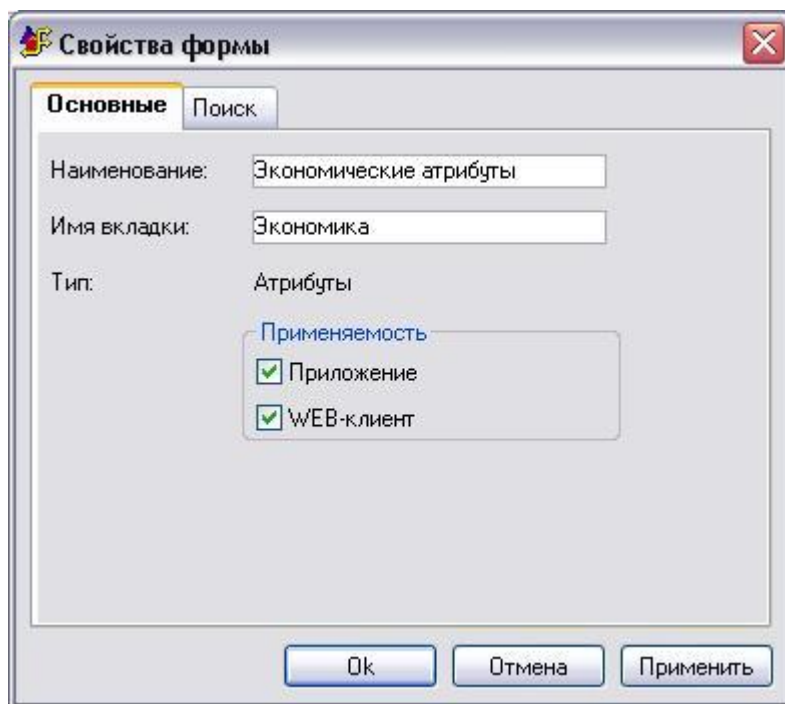 Свойства формы
Основные Поиск
Наименование: Экономические атрибуты
Имя вкладки: Экономика
Тип: Атрибуты
Применяемость
Приложение
WEB-клиент
Ok Отмена Применить